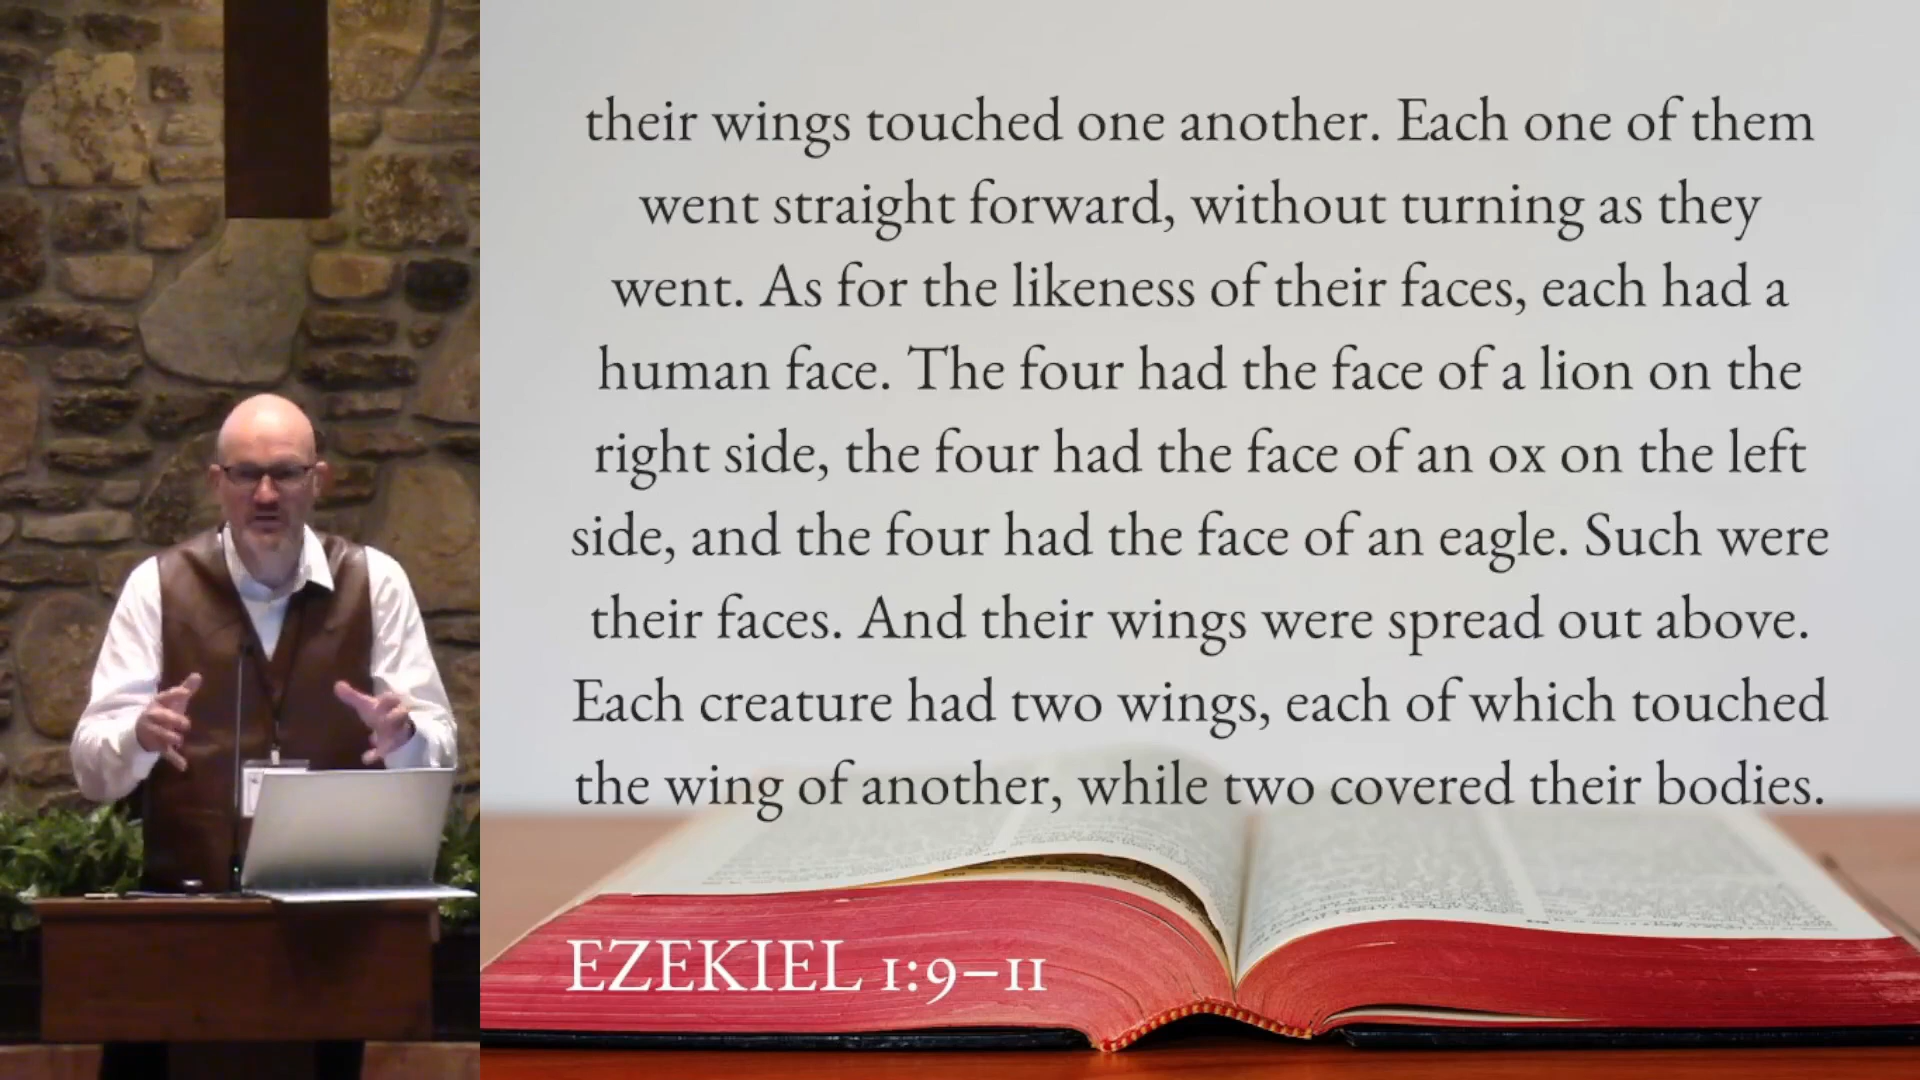 their wings touched one another. Each one of them
went straight forward, without turning as they
went. As for the likeness of their faces, each had a
human face. The four had the face of a lion on the
right side, the four had the face of an ox on the left
side, and the four had the face of an eagle. Such were
their faces. And their wings were spread out above.
Each creature had two wings, each of which touched
the wing of another, while two covered their bodies.
EZEKIEL 1:9–11